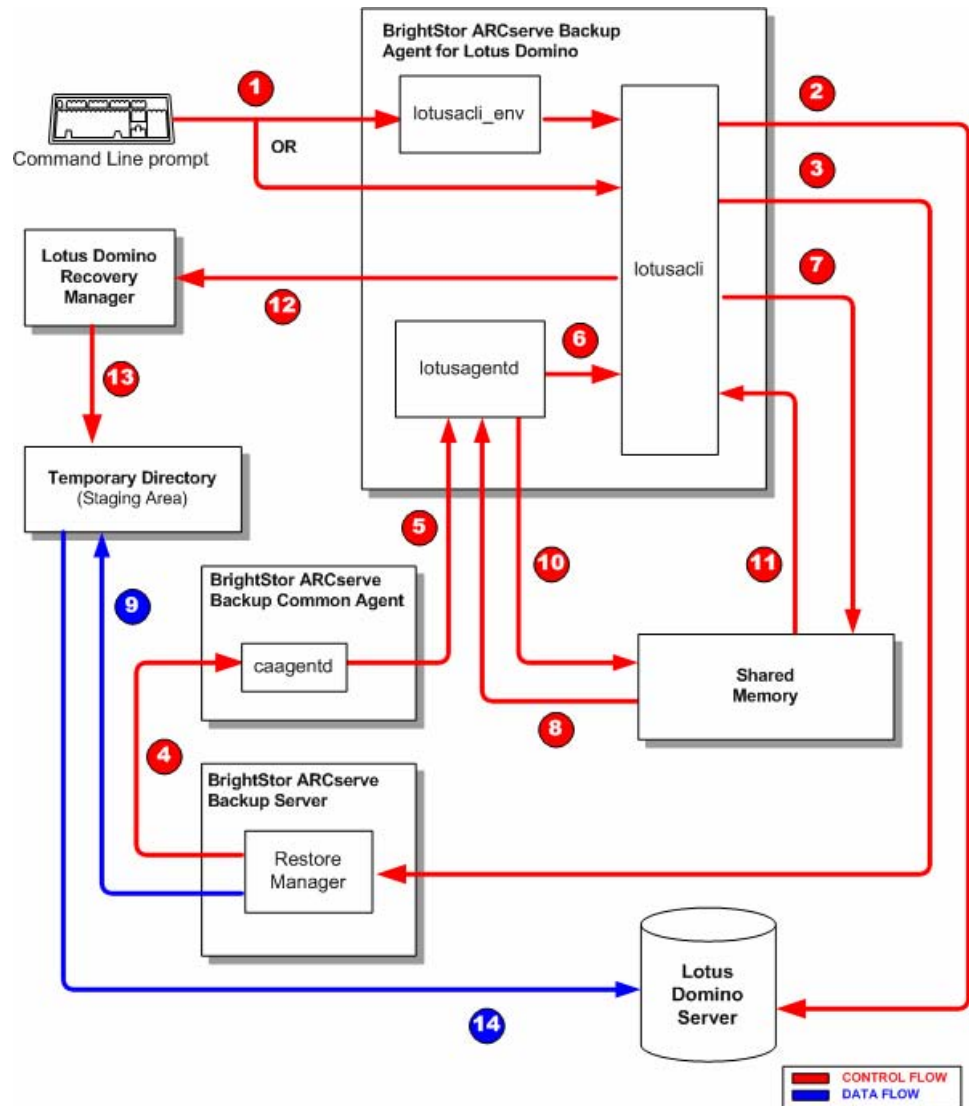 BrightStor ARCserve Backup
Agent for Lotus Domino
1
2
lotusacli_env
OR
Command Line prompt
3
Lotus Domino
Recovery
Manager
lotusacli
7
12
6
lotusagentd
13
Temporary Directory
(Staging Area)
5
10
11
9
BrightStor ARCserve
Backup Common Agent
caagentd
Shared
Memory
8
4
BrightStor ARCserve
Backup Server
Restore
Manager
Lotus
Domino
Server
14
CONTROL FLOW
DATA FLOW